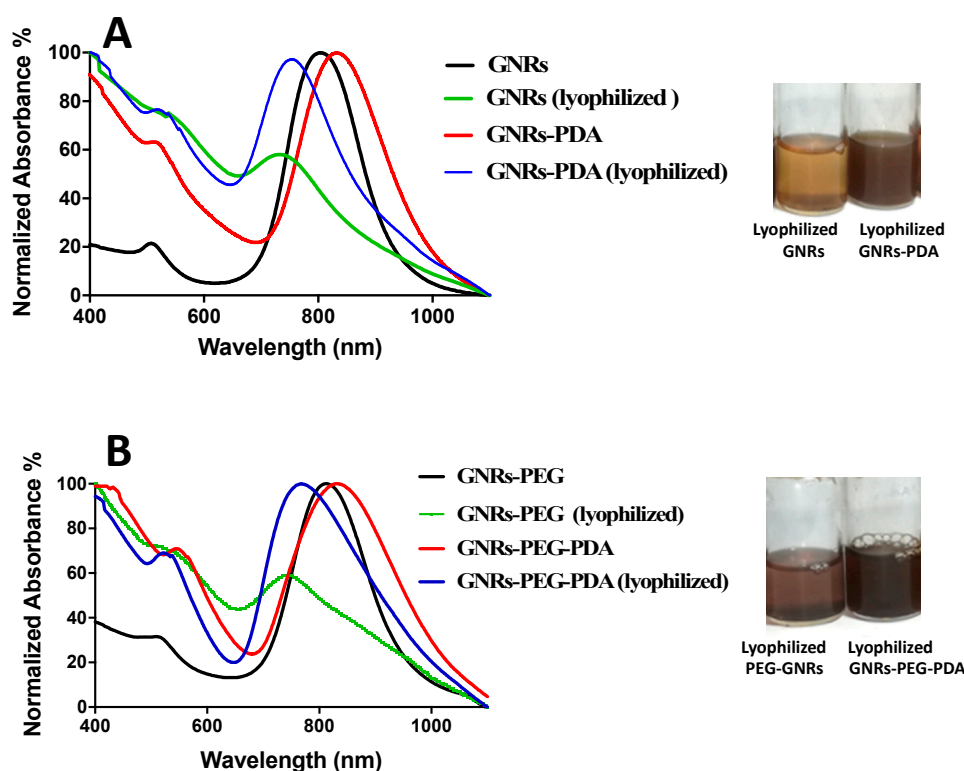 A
Normalized Absorbance %
100
80
60
40
20
0
400
600
800
1000
Wavelength (nm)
GNRs
GNRs (lyophilized )
GNRs-PDA
GNRs-PDA (lyophilized)
Lyophilized
GNRs
Lyophilized
GNRs-PDA
B
Normalized Absorbance %
100
80
60
40
20
0
400
600
800
1000
Wavelength (nm)
GNRs-PEG
GNRs-PEG (lyophilized)
GNRs-PEG-PDA
GNRs-PEG-PDA (lyophilized)
Lyophilized
PEG-GNRs
Lyophilized
GNRs-PEG-PDA